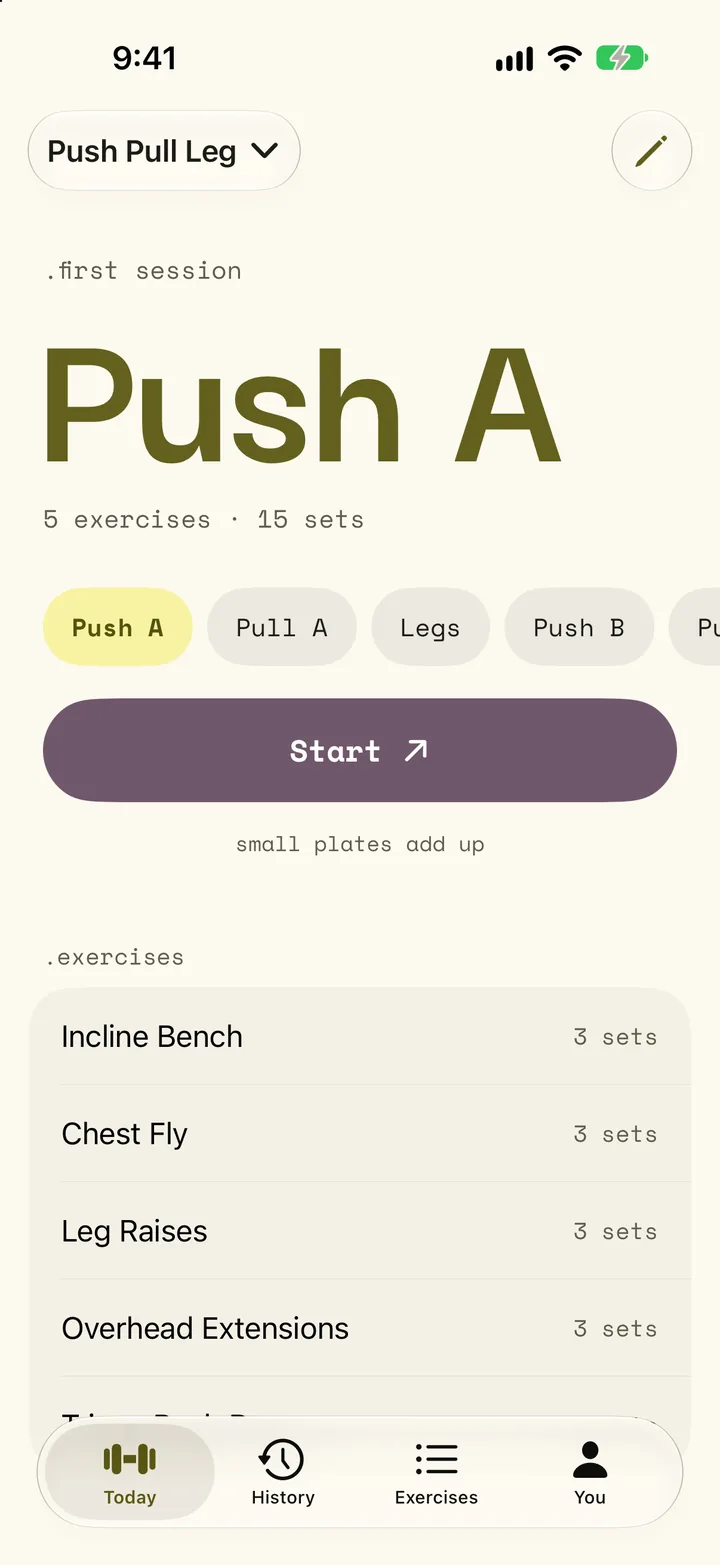 9:41
Push Pull Leg
.first session
Push A
5 exercises · 15 sets
Push A Pull A Legs Push B Pu
Start ↗
small plates add up
.exercises
Incline Bench 3 sets
Chest Fly 3 sets
Leg Raises 3 sets
Overhead Extensions 3 sets
Today History Exercises You